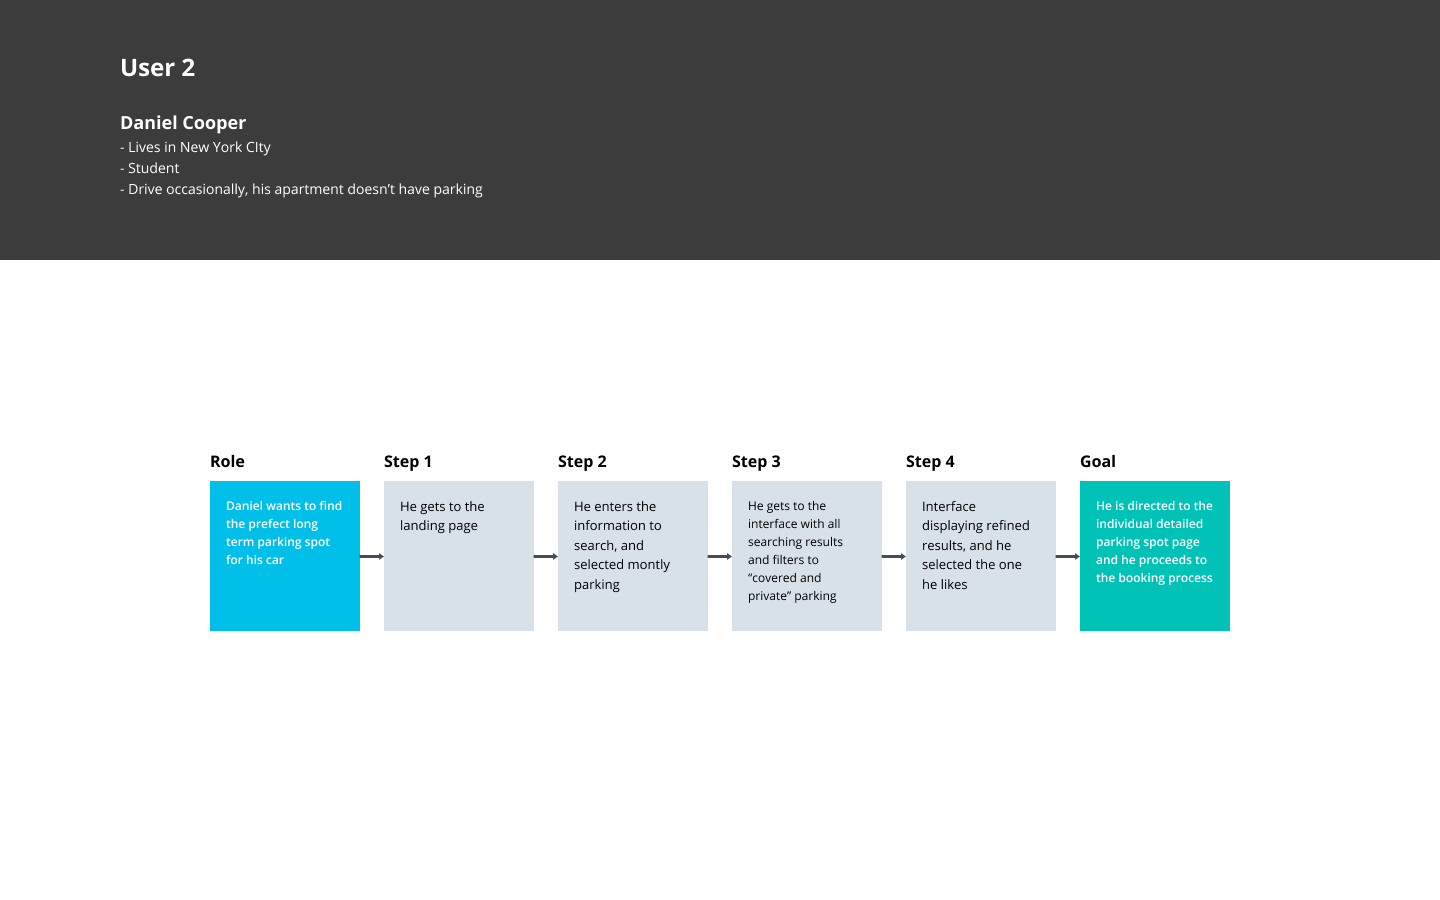 User 2
Daniel Cooper
- Lives in New York CIty
- Student
- Drive occasionally, his apartment doesn’t have parking
Role
Daniel wants to find
the prefect long
term parking spot
for his car
Step 1
He gets to the
landing page
Step 2
He enters the
information to
search, and
selected montly
parking
Step 3
He gets to the
interface with all
searching results
and filters to
“covered and
private” parking
Step 4
Interface
displaying refined
results, and he
selected the one
he likes
Goal
He is directed to the
individual detailed
parking spot page
and he proceeds to
the booking process